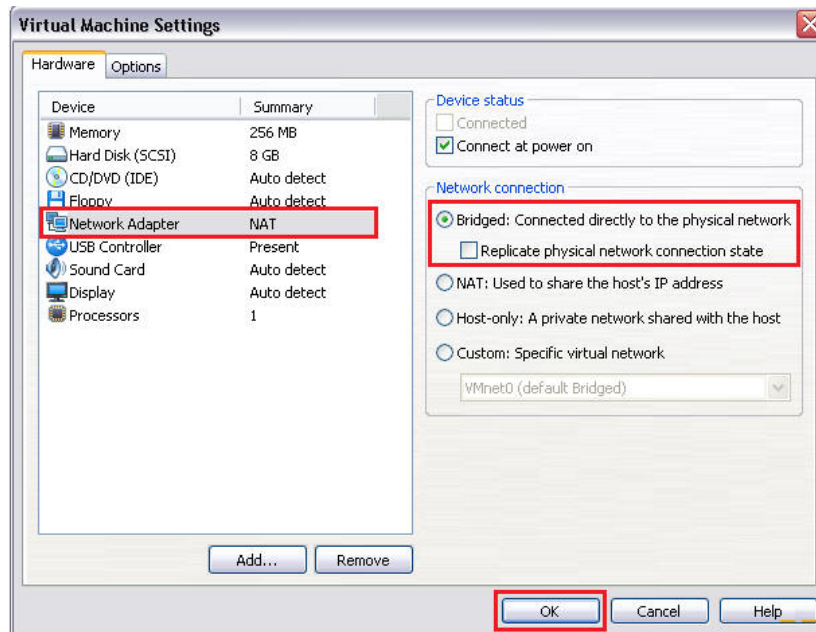 Virtual Machine Settings
Hardware Options
Device Summary
Memory 256 MB
Hard Disk (SCSI) 8 GB
CD/DVD (IDE) Auto detect
Floppy Auto detect
Network Adapter NAT
USB Controller Present
Sound Card Auto detect
Display Auto detect
Processors 1
Add... Remove
Device status
Connected
Connect at power on
Network connection
Bridged: Connected directly to the physical network
Replicate physical network connection state
NAT: Used to share the host's IP address
Host-only: A private network shared with the host
Custom: Specific virtual network
VMnet0 (default Bridged)
OK Cancel Help